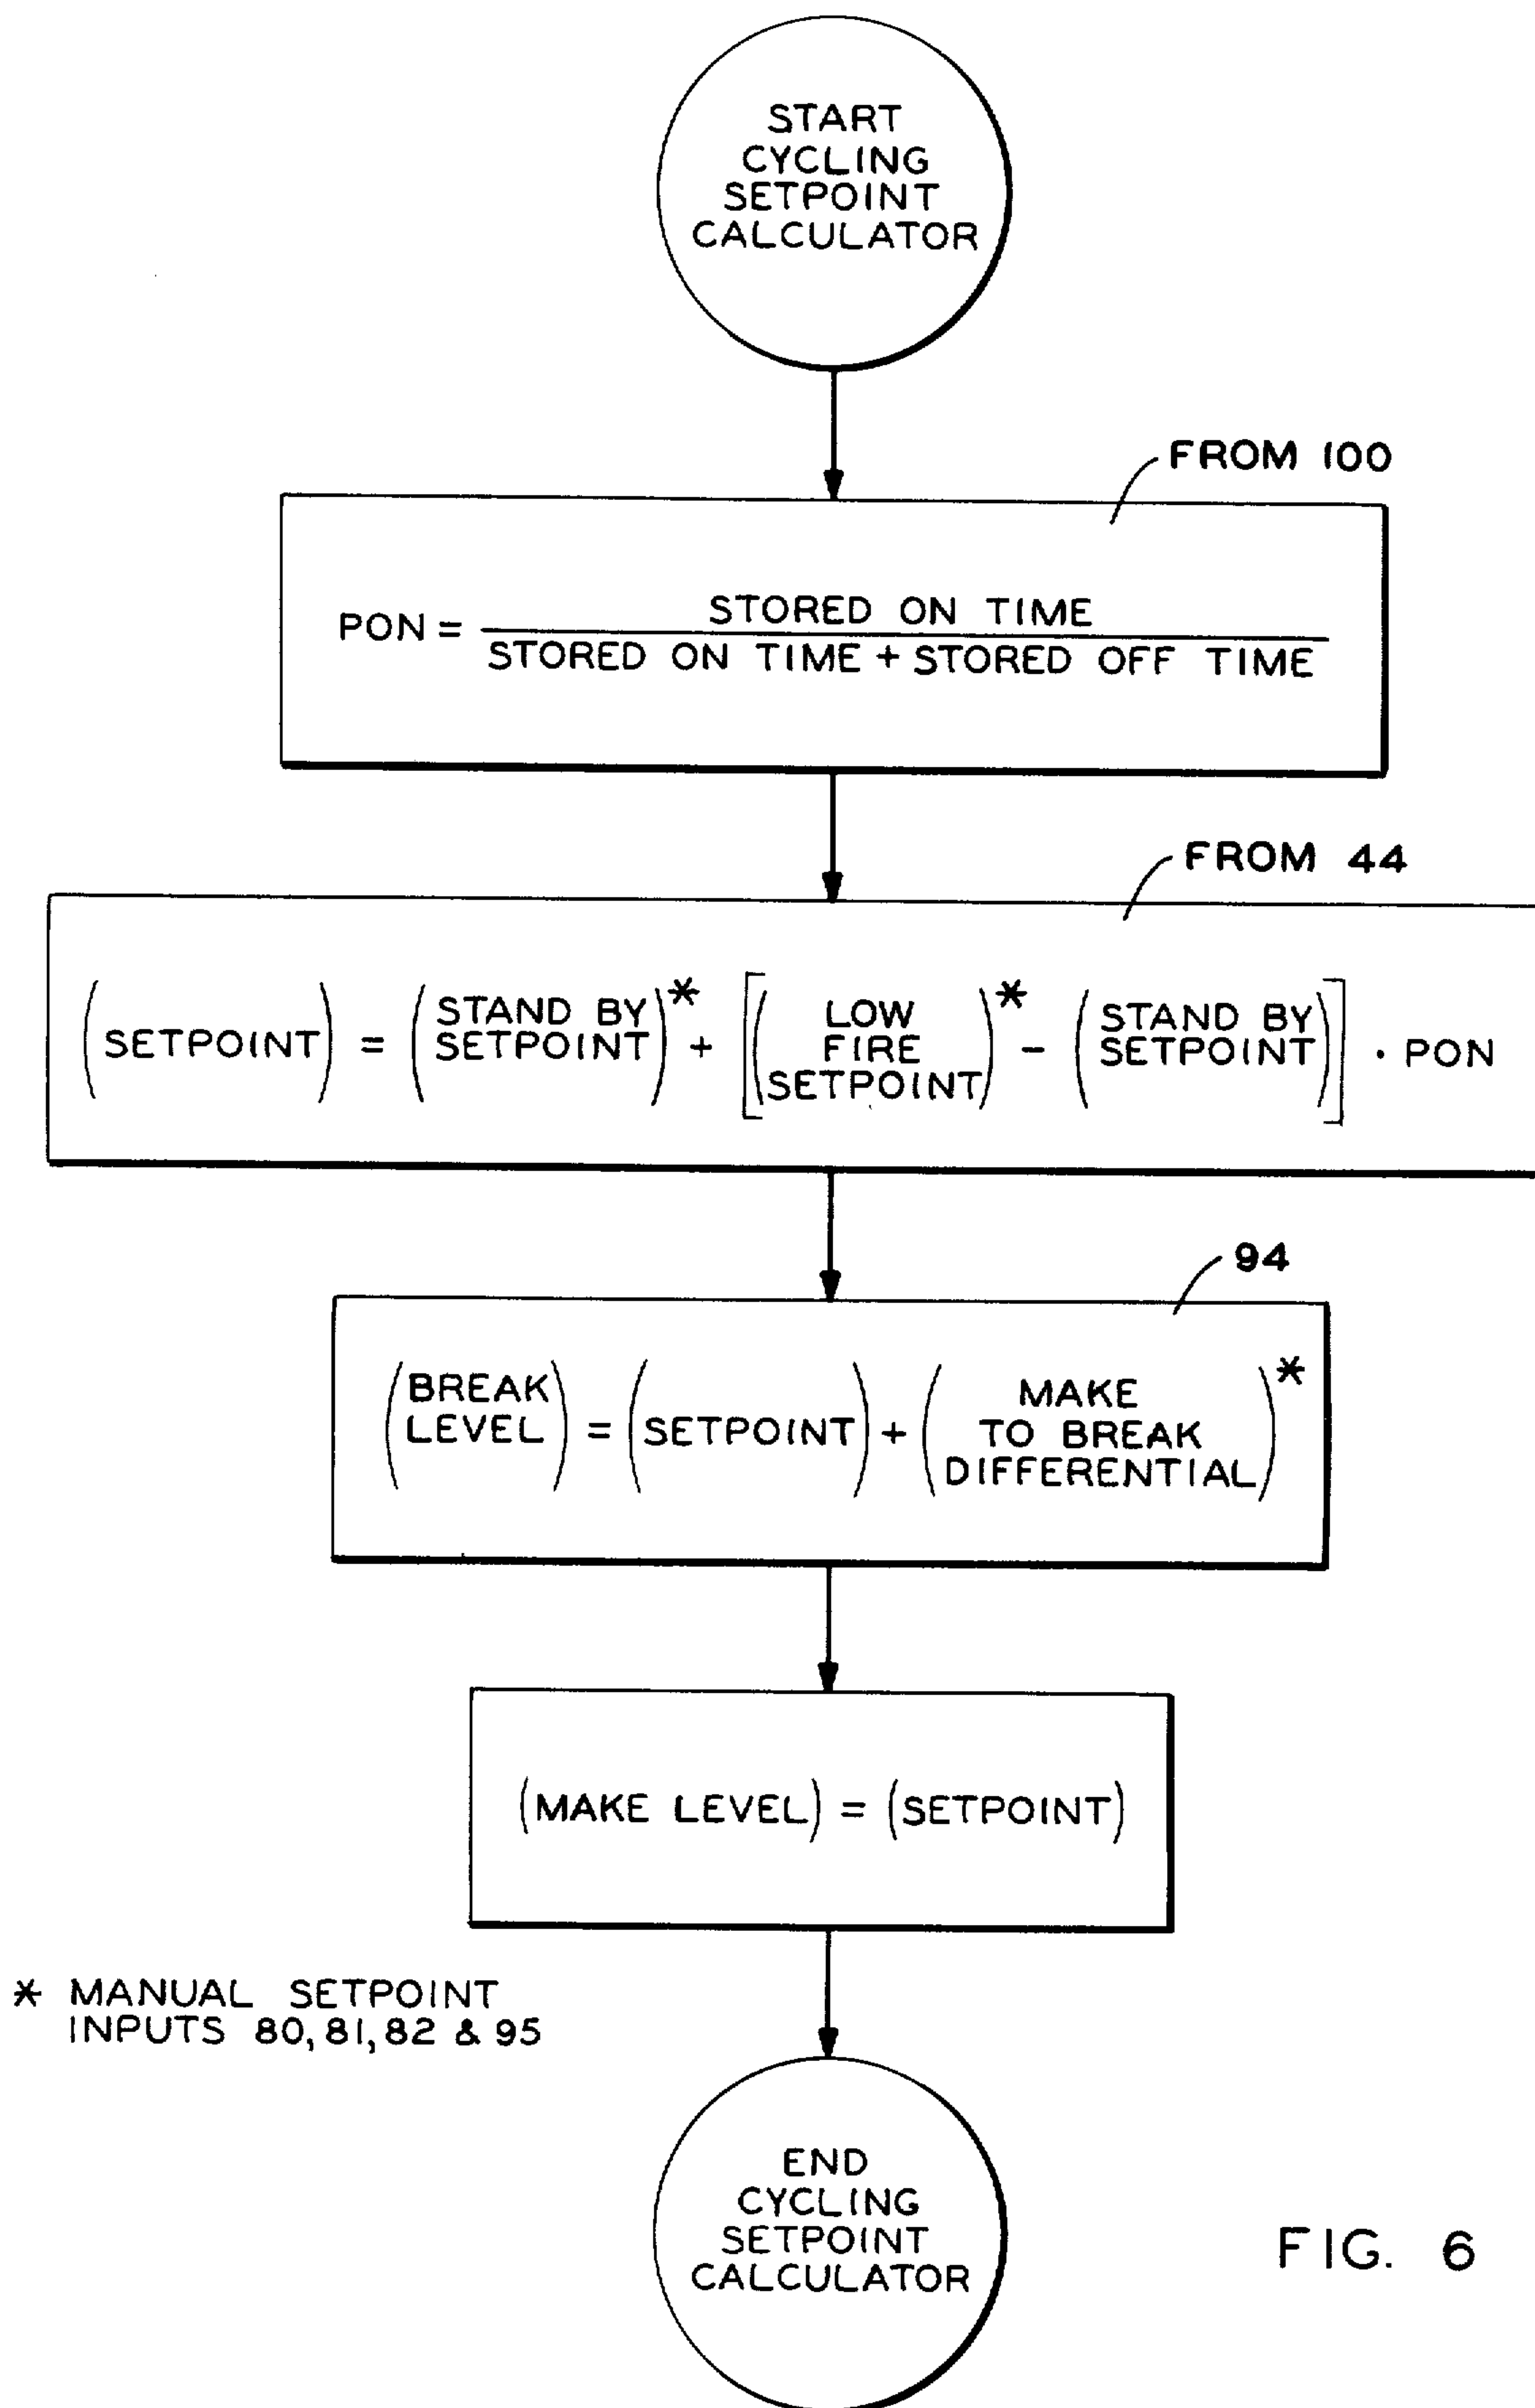 START
CYCLING
SETPOINT
CALCULATOR
FROM 100
PON = STORED ON TIME
STORED ON TIME + STORED OFF TIME
FROM 44
(SETPOINT) = (STAND BY SETPOINT)* + [(LOW FIRE SETPOINT)* - (STAND BY SETPOINT)] · PON
94
(BREAK LEVEL) = (SETPOINT) + (MAKE TO BREAK DIFFERENTIAL)*
(MAKE LEVEL) = (SETPOINT)
* MANUAL SETPOINT
INPUTS 80, 81, 82 & 95
END
CYCLING
SETPOINT
CALCULATOR
FIG. 6